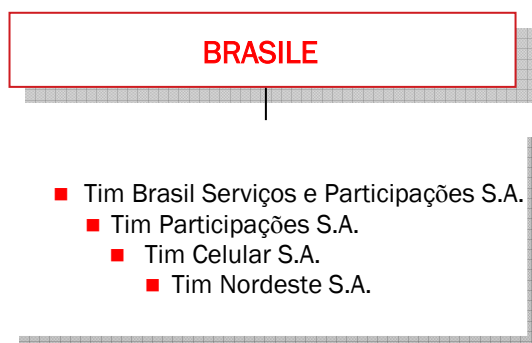 BRASILE
Tim Brasil Serviços e Participações S.A.
Tim Participações S.A.
Tim Celular S.A.
Tim Nordeste S.A.